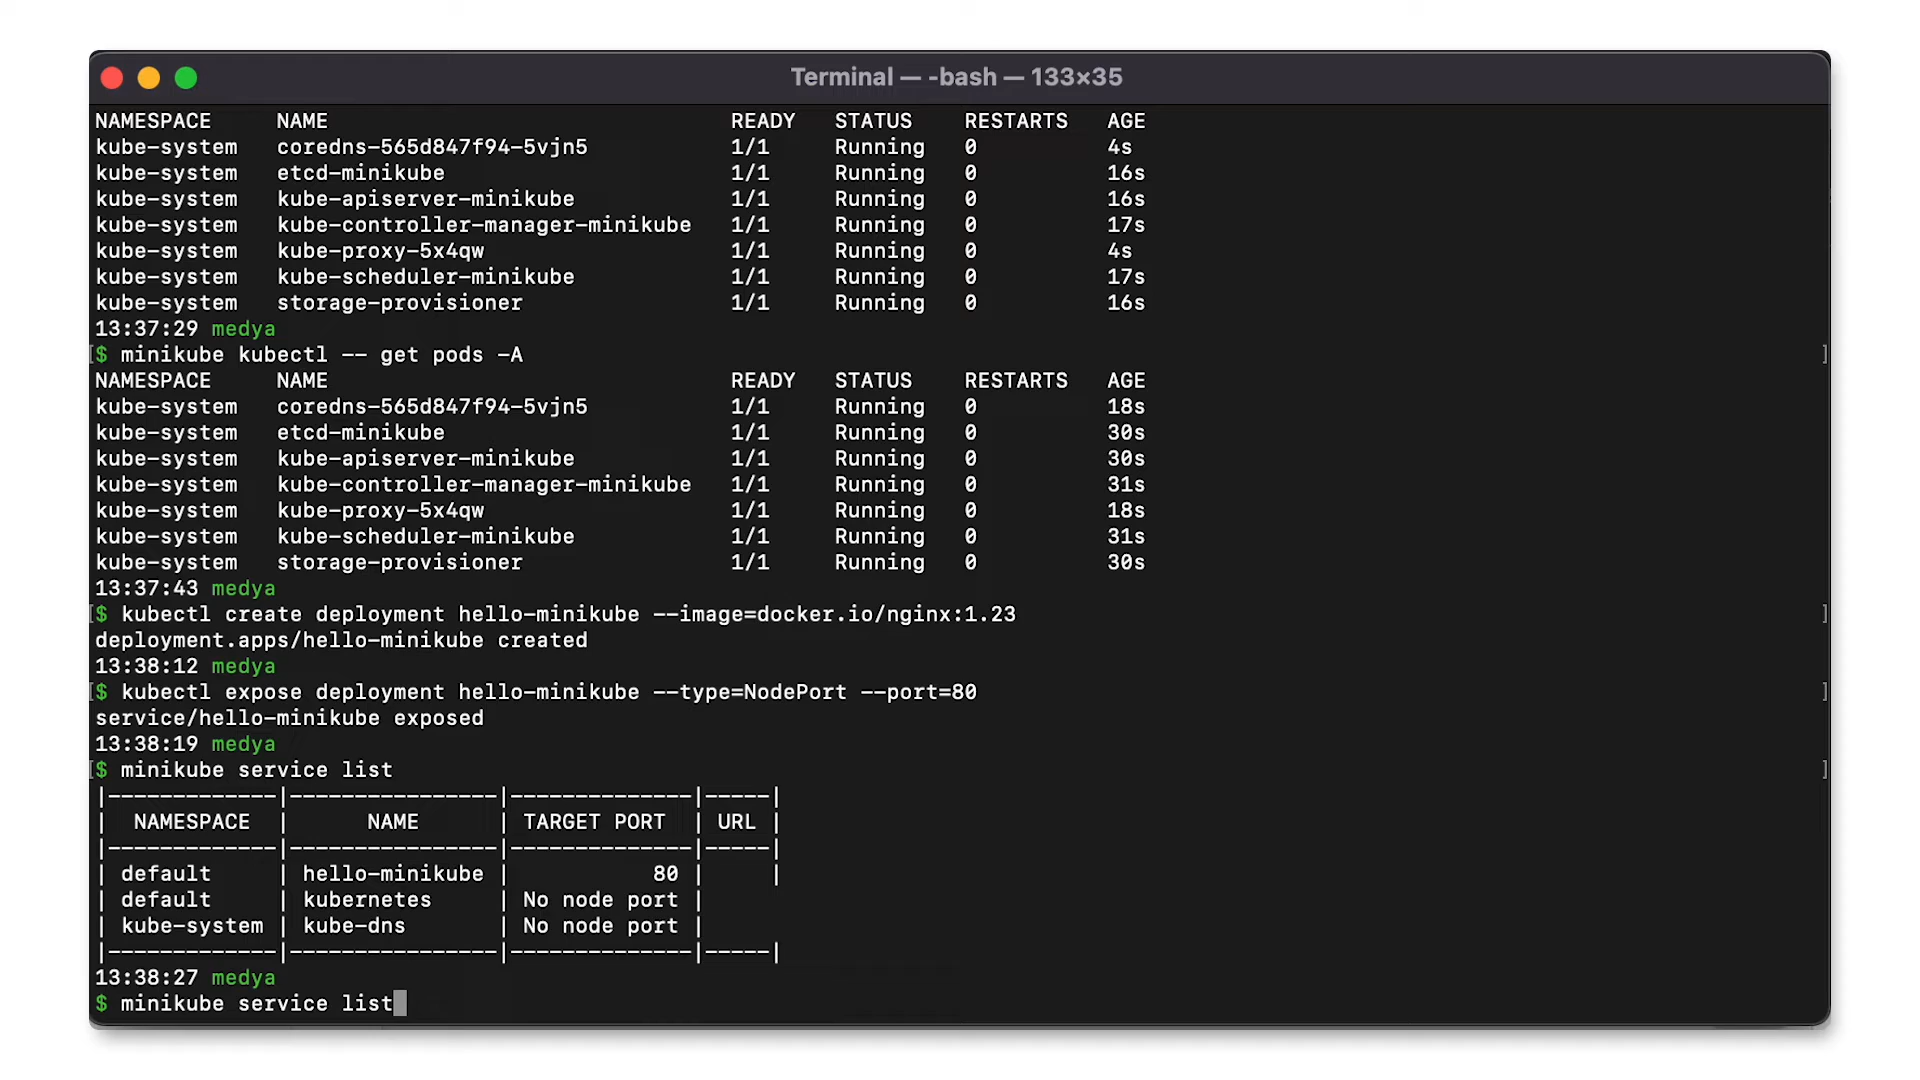 Terminal — -bash — 133×35
NAMESPACE     NAME                               READY   STATUS    RESTARTS   AGE
kube-system   coredns-565d847f94-5vjn5           1/1     Running   0          4s
kube-system   etcd-minikube                      1/1     Running   0          16s
kube-system   kube-apiserver-minikube            1/1     Running   0          16s
kube-system   kube-controller-manager-minikube   1/1     Running   0          17s
kube-system   kube-proxy-5x4qw                   1/1     Running   0          4s
kube-system   kube-scheduler-minikube            1/1     Running   0          17s
kube-system   storage-provisioner                1/1     Running   0          16s
13:37:29 medya
[$ minikube kubectl -- get pods -A ]
NAMESPACE     NAME                               READY   STATUS    RESTARTS   AGE
kube-system   coredns-565d847f94-5vjn5           1/1     Running   0          18s
kube-system   etcd-minikube                      1/1     Running   0          30s
kube-system   kube-apiserver-minikube            1/1     Running   0          30s
kube-system   kube-controller-manager-minikube   1/1     Running   0          31s
kube-system   kube-proxy-5x4qw                   1/1     Running   0          18s
kube-system   kube-scheduler-minikube            1/1     Running   0          31s
kube-system   storage-provisioner                1/1     Running   0          30s
13:37:43 medya
[$ kubectl create deployment hello-minikube --image=docker.io/nginx:1.23 ]
deployment.apps/hello-minikube created
13:38:12 medya
[$ kubectl expose deployment hello-minikube --type=NodePort --port=80 ]
service/hello-minikube exposed
13:38:19 medya
[$ minikube service list ]
|-------------|----------------|--------------|-----|
|  NAMESPACE  |      NAME      | TARGET PORT  | URL |
|-------------|----------------|--------------|-----|
| default     | hello-minikube |           80 |     |
| default     | kubernetes     | No node port |
| kube-system | kube-dns       | No node port |
|-------------|----------------|--------------|-----|
13:38:27 medya
$ minikube service list